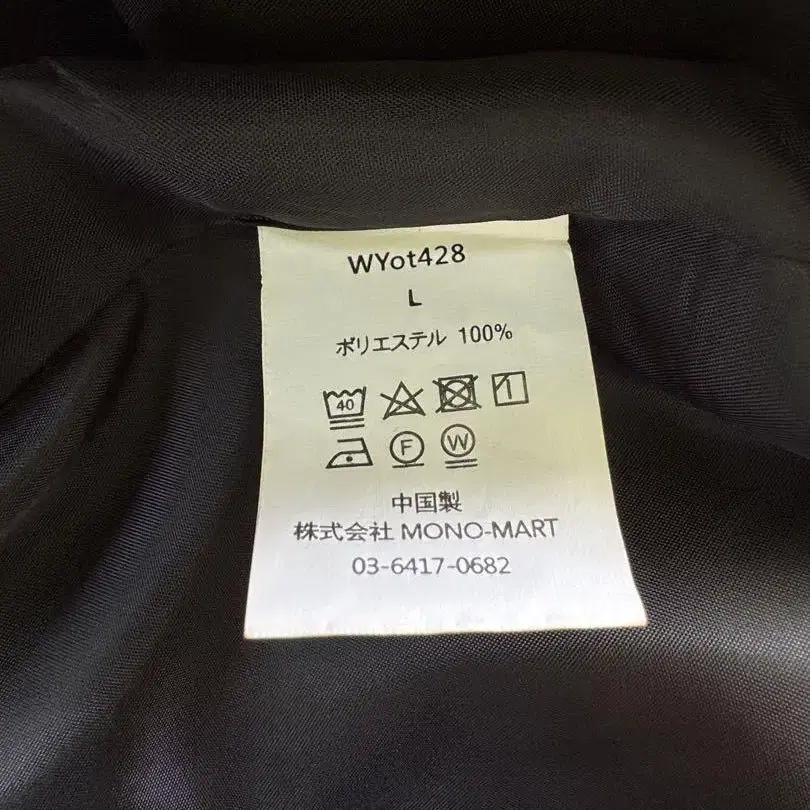 WYot428
L
ポリエステル 100%
40
F W
中国製
株式会社 MONO-MART
03-6417-0682